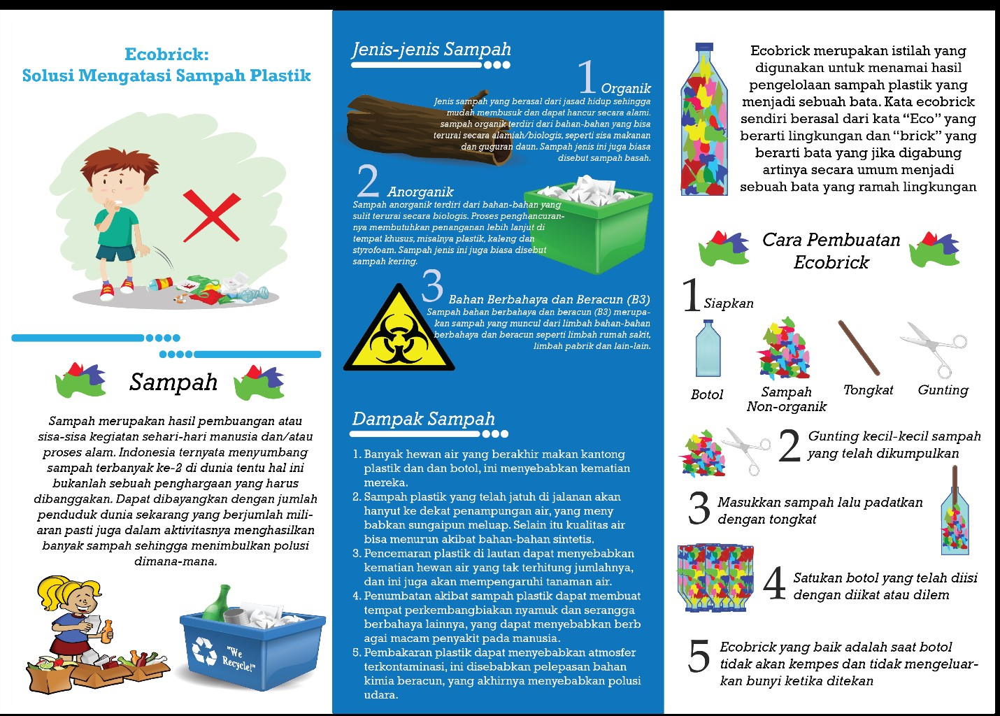 Ecobrick:
Solusi Mengatasi Sampah Plastik
Sampah
Sampah merupakan hasil pembuangan atau
sisa-sisa kegiatan sehari-hari manusia dan/atau
proses alam. Indonesia ternyata menyumbang
sampah terbanyak ke-2 di dunia tentu hal ini
bukanlah sebuah penghargaan yang harus
dibanggakan. Dapat dibayangkan dengan jumlah
penduduk dunia sekarang yang berjumlah mili-
aran pasti juga dalam aktivitasnya menghasilkan
banyak sampah sehingga menimbulkan polusi
dimana-mana.
"We
Recycle!"
Jenis-jenis Sampah
1 Organik
Jenis sampah yang berasal dari jasad hidup sehingga
mudah membusuk dan dapat hancur secara alami.
sampah organik terdiri dari bahan-bahan yang bisa
terurai secara alamiah/biologis, seperti sisa makanan
dan guguran daun. Sampah jenis ini juga biasa
disebut sampah basah.
2 Anorganik
Sampah anorganik terdiri dari bahan-bahan yang
sulit terurai secara biologis. Proses penghancuran-
nya membutuhkan penanganan lebih lanjut di
tempat khusus, misalnya plastik, kaleng dan
styrofoam. Sampah jenis ini juga biasa disebut
sampah kering.
3 Bahan Berbahaya dan Beracun (B3)
Sampah bahan berbahaya dan beracun (B3) merupa-
kan sampah yang muncul dari limbah bahan-bahan
berbahaya dan beracun seperti limbah rumah sakit,
limbah pabrik dan lain-lain.
Dampak Sampah
1. Banyak hewan air yang berakhir makan kantong
plastik dan dan botol, ini menyebabkan kematian
mereka.
2. Sampah plastik yang telah jatuh di jalanan akan
hanyut ke dekat penampungan air, yang meny
babkan sungaipun meluap. Selain itu kualitas air
bisa menurun akibat bahan-bahan sintetis.
3. Pencemaran plastik di lautan dapat menyebabkan
kematian hewan air yang tak terhitung jumlahnya,
dan ini juga akan mempengaruhi tanaman air.
4. Penumbatan akibat sampah plastik dapat membuat
tempat perkembangbiakan nyamuk dan serangga
berbahaya lainnya, yang dapat menyebabkan berb
agai macam penyakit pada manusia.
5. Pembakaran plastik dapat menyebabkan atmosfer
terkontaminasi, ini disebabkan pelepasan bahan
kimia beracun, yang akhirnya menyebabkan polusi
udara.
Ecobrick merupakan istilah yang
digunakan untuk menamai hasil
pengelolaan sampah plastik yang
menjadi sebuah bata. Kata ecobrick
sendiri berasal dari kata “Eco” yang
berarti lingkungan dan “brick” yang
berarti bata yang jika digabung
artinya secara umum menjadi
sebuah bata yang ramah lingkungan
Cara Pembuatan
Ecobrick
1 Siapkan
Botol
Sampah
Non-organik
Tongkat
Gunting
2 Gunting kecil-kecil sampah
yang telah dikumpulkan
3 Masukkan sampah lalu padatkan
dengan tongkat
4 Satukan botol yang telah diisi
dengan diikat atau dilem
5 Ecobrick yang baik adalah saat botol
tidak akan kempes dan tidak mengeluar-
kan bunyi ketika ditekan